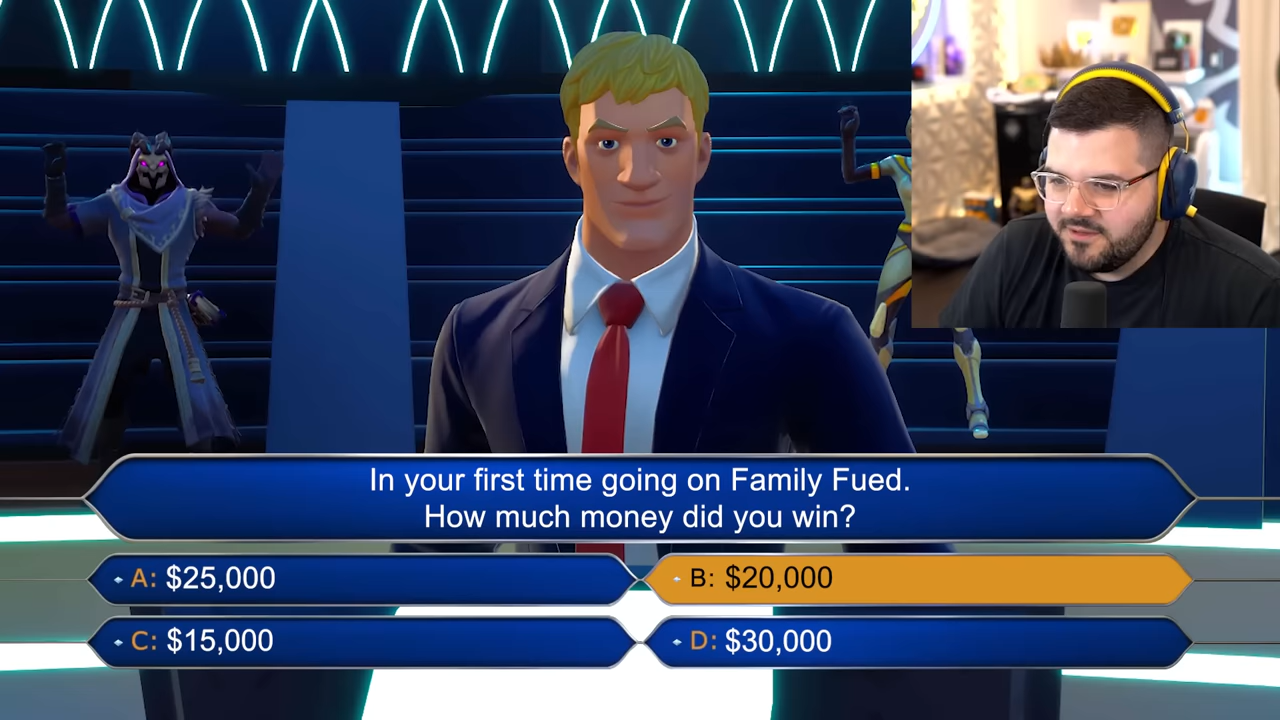 In your first time going on Family Fued.
How much money did you win?
A: $25,000
B: $20,000
C: $15,000
D: $30,000